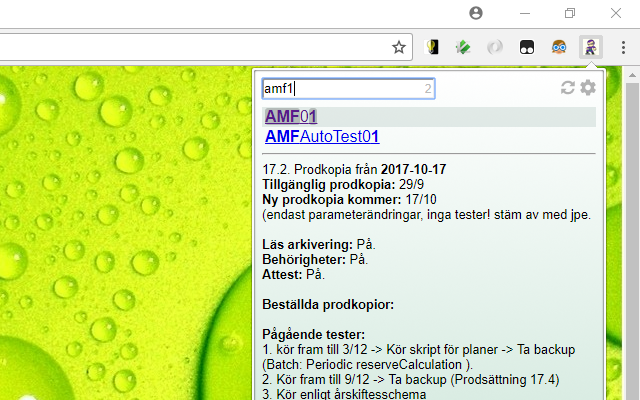 amf1 2
AMF01
AMFAutoTest01
17.2. Prodkopia från 2017-10-17
Tillgänglig prodkopia: 29/9
Ny prodkopia kommer: 17/10
(endast parameterändringar, inga tester! stäm av med jpe.
Läs arkivering: På.
Behörigheter: På.
Attest: På.
Beställda prodkopior:
Pågående tester:
1. kör fram till 3/12 -> Kör skript för planer -> Ta backup
(Batch: Periodic reserveCalculation ).
2. Kör fram till 9/12 -> Ta backup (Prodsättning 17.4)
3. Kör enligt årskiftesschema